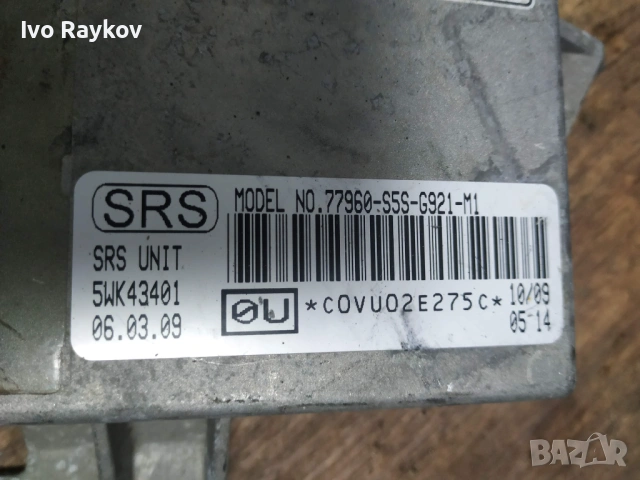 Ivo Raykov
SRS
MODEL NO.77960-S5S-G921-M1
SRS UNIT
5WK43401
06.03.09
0U
*COVU02E275C*
10/09
05 14
BAZAR